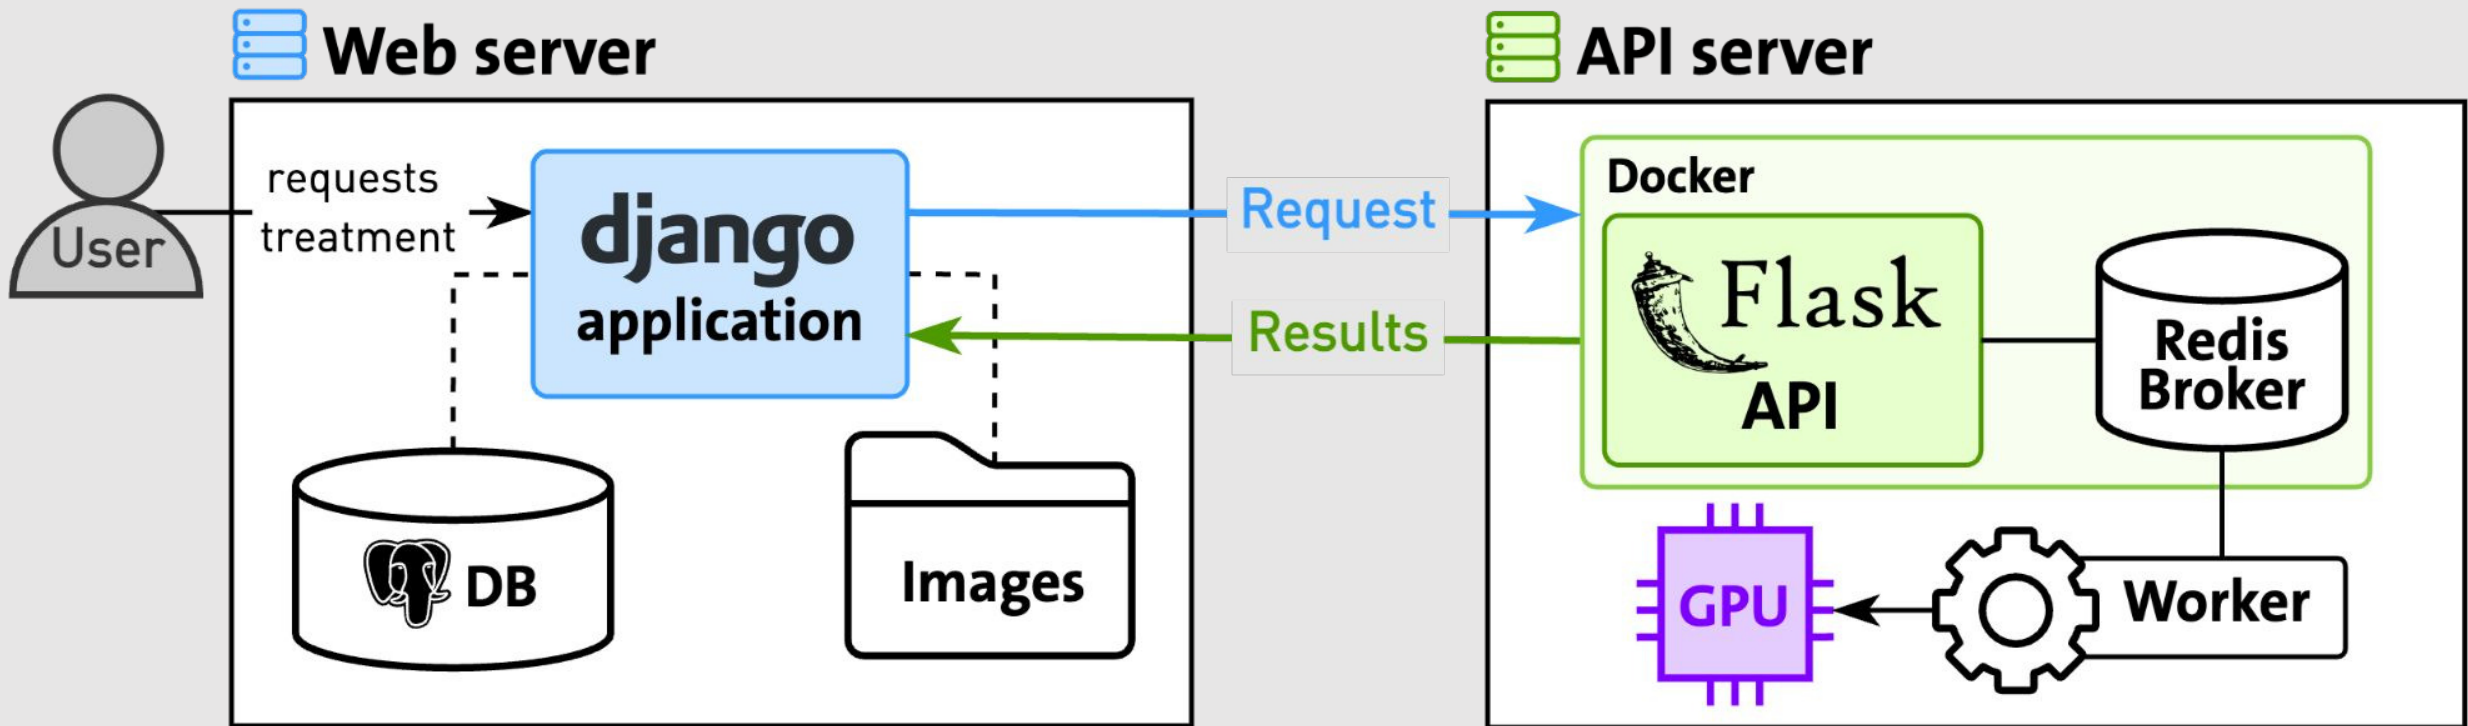 Web server
API server
User
requests
treatment
django
application
Request
Results
Docker
Flask
API
Redis
Broker
DB
Images
GPU
Worker